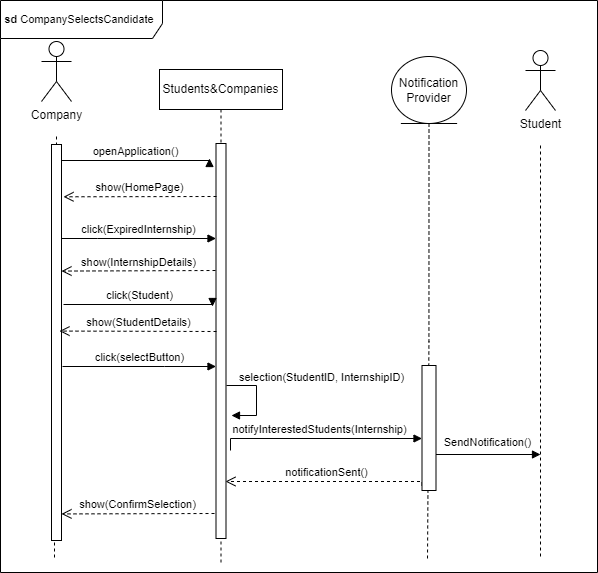 sd CompanySelectsCandidate
Company
Students&Companies
Notification
Provider
Student
openApplication()
show(HomePage)
click(ExpiredInternship)
show(InternshipDetails)
click(Student)
show(StudentDetails)
click(selectButton)
selection(StudentID, InternshipID)
notifyInterestedStudents(Internship)
SendNotification()
notificationSent()
show(ConfirmSelection)